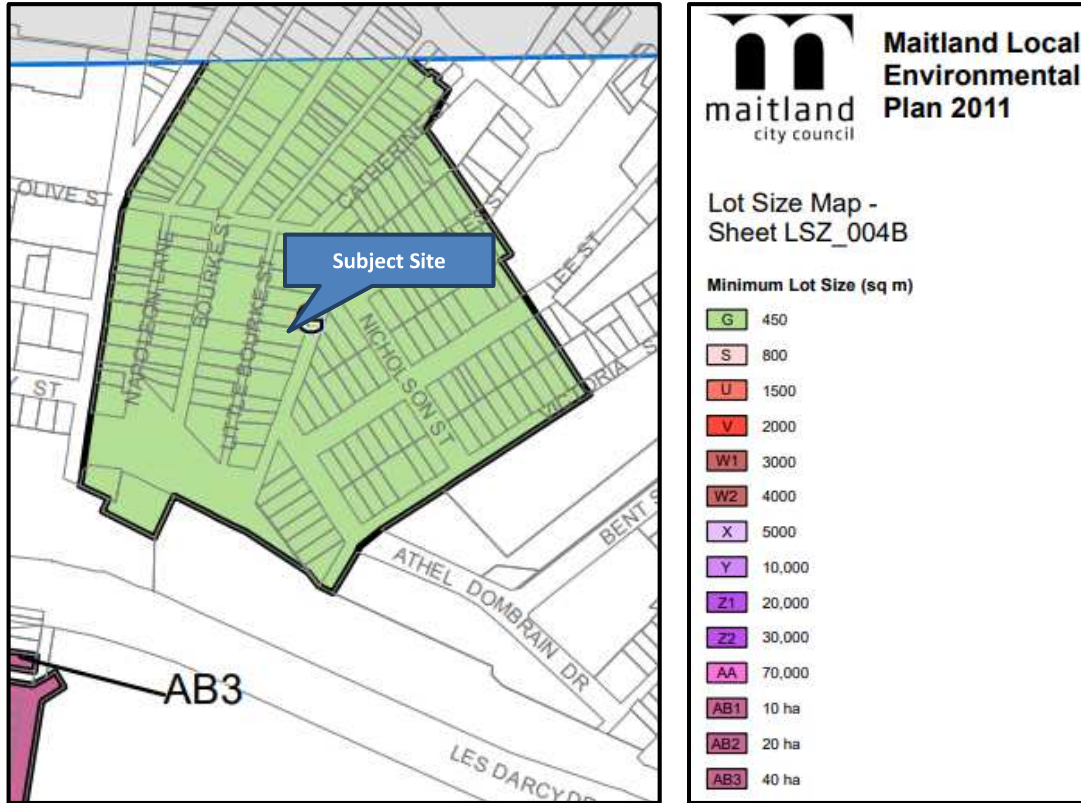 OLIVE ST
CATHERINE
NAPOLEON LANE
BOURKE ST
LITTLE BOURKE ST
Subject Site
G
LEE ST
NICHOLSON ST
VICTORIA S
ST
BENT S
ATHEL DOMBRAIN DR
AB3
LES DARCY DR
maitland
city council
Maitland Local
Environmental
Plan 2011
Lot Size Map -
Sheet LSZ_004B
Minimum Lot Size (sq m)
G 450
S 800
U 1500
V 2000
W1 3000
W2 4000
X 5000
Y 10,000
Z1 20,000
Z2 30,000
AA 70,000
AB1 10 ha
AB2 20 ha
AB3 40 ha